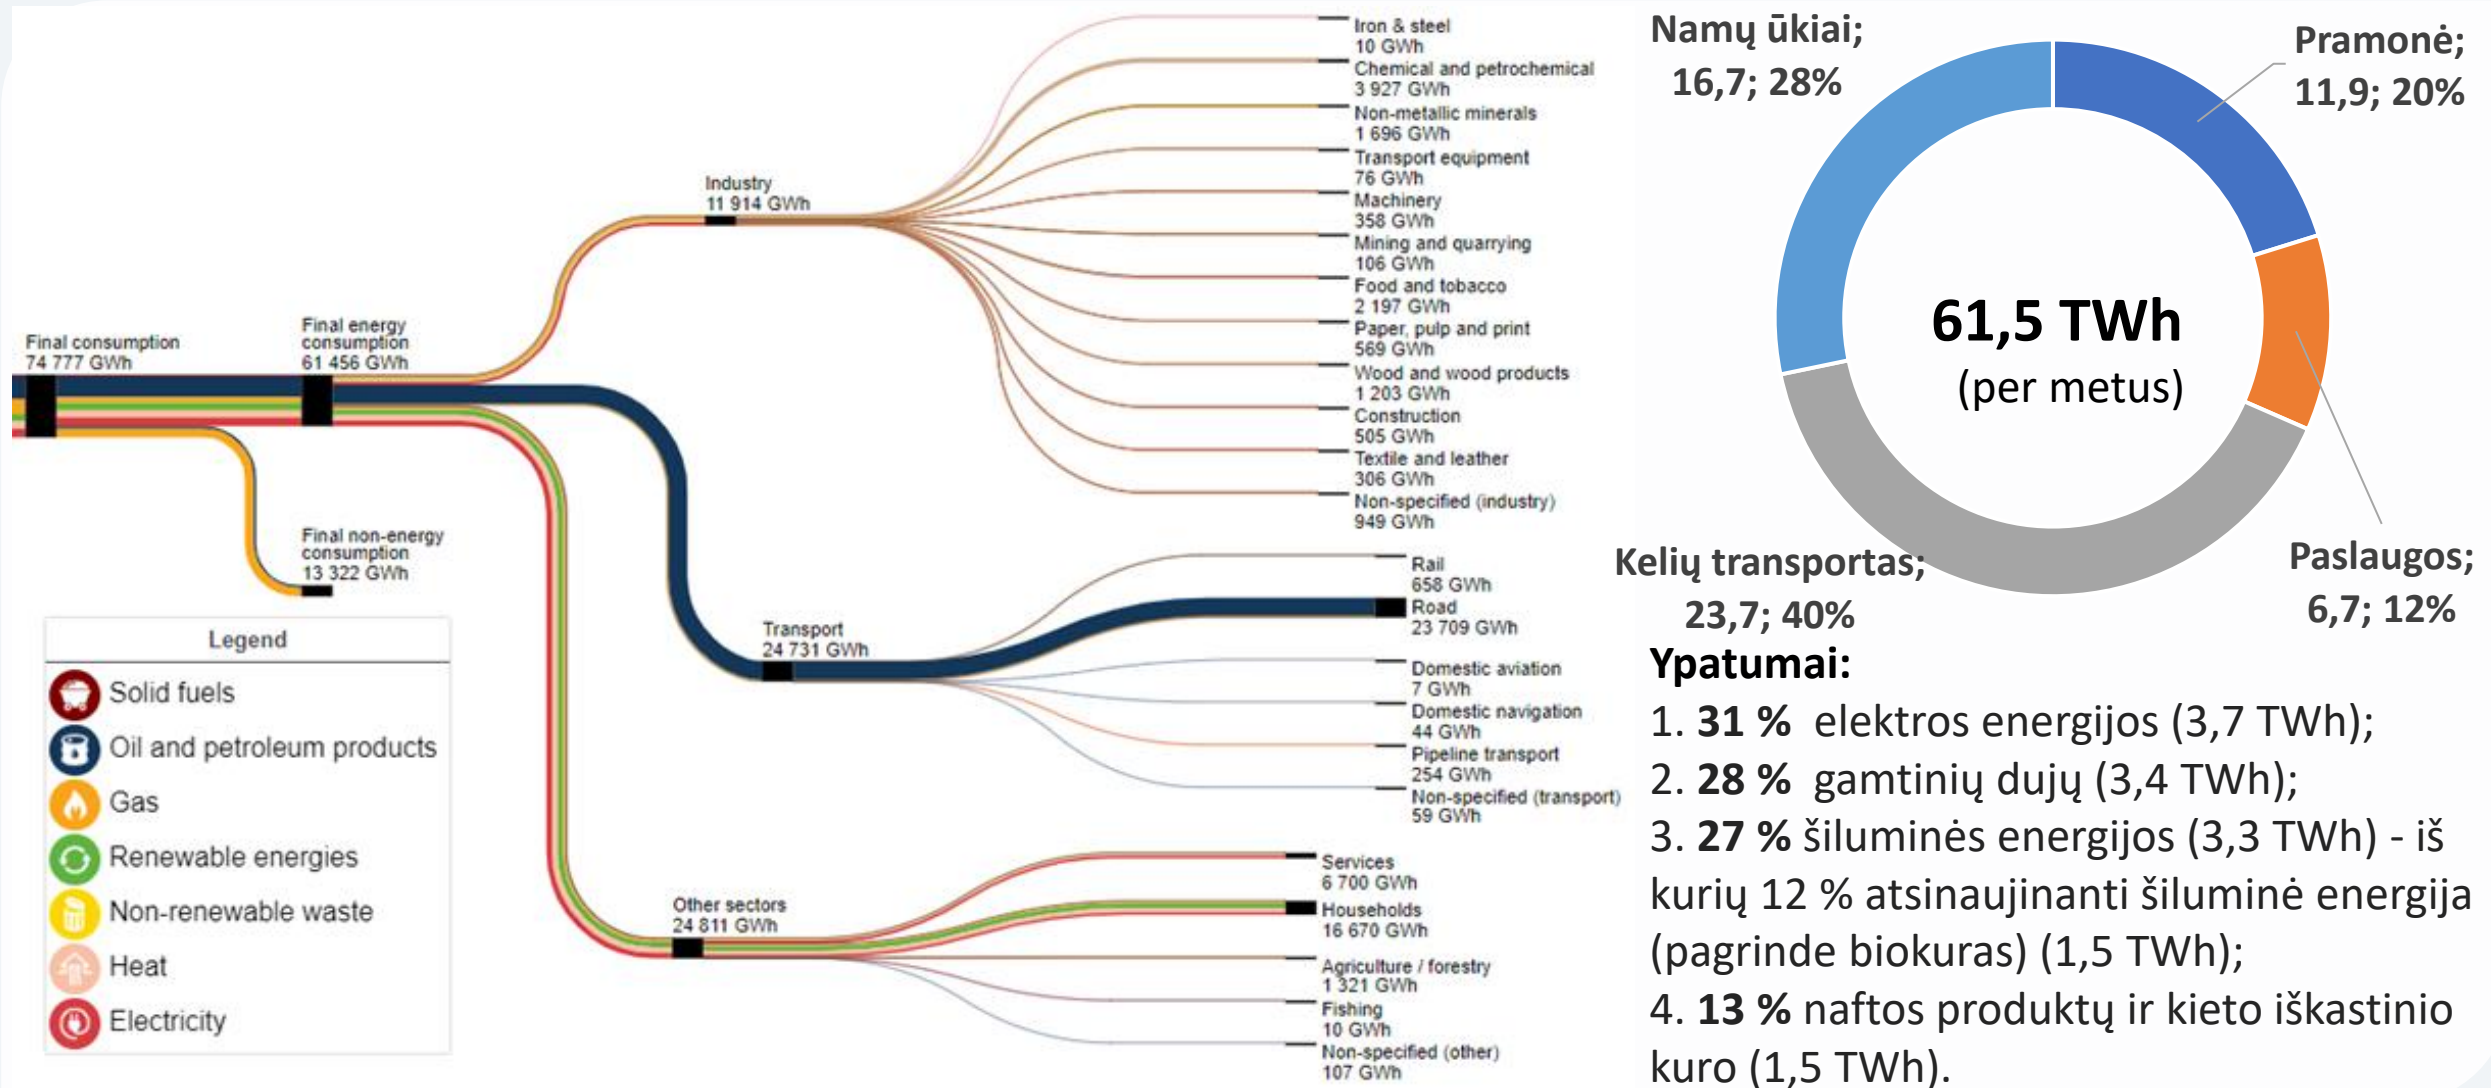 Final consumption
74 777 GWh
Final energy
consumption
61 456 GWh
Final non-energy
consumption
13 322 GWh
Industry
11 914 GWh
Iron & steel
10 GWh
Chemical and petrochemical
3 927 GWh
Non-metallic minerals
1 696 GWh
Transport equipment
76 GWh
Machinery
358 GWh
Mining and quarrying
106 GWh
Food and tobacco
2 197 GWh
Paper, pulp and print
569 GWh
Wood and wood products
1 203 GWh
Construction
505 GWh
Textile and leather
306 GWh
Non-specified (industry)
949 GWh
Transport
24 731 GWh
Rail
658 GWh
Road
23 709 GWh
Domestic aviation
7 GWh
Domestic navigation
44 GWh
Pipeline transport
254 GWh
Non-specified (transport)
59 GWh
Other sectors
24 811 GWh
Services
6 700 GWh
Households
16 670 GWh
Agriculture / forestry
1 321 GWh
Fishing
10 GWh
Non-specified (other)
107 GWh
Legend
Solid fuels
Oil and petroleum products
Gas
Renewable energies
Non-renewable waste
Heat
Electricity
Namų ūkiai;
16,7; 28%
Pramonė;
11,9; 20%
61,5 TWh
(per metus)
Kelių transportas;
23,7; 40%
Paslaugos;
6,7; 12%
Ypatumai:
1. 31 % elektros energijos (3,7 TWh);
2. 28 % gamtinių dujų (3,4 TWh);
3. 27 % šiluminės energijos (3,3 TWh) - iš
kurių 12 % atsinaujinanti šiluminė energija
(pagrinde biokuras) (1,5 TWh);
4. 13 % naftos produktų ir kieto iškastinio
kuro (1,5 TWh).